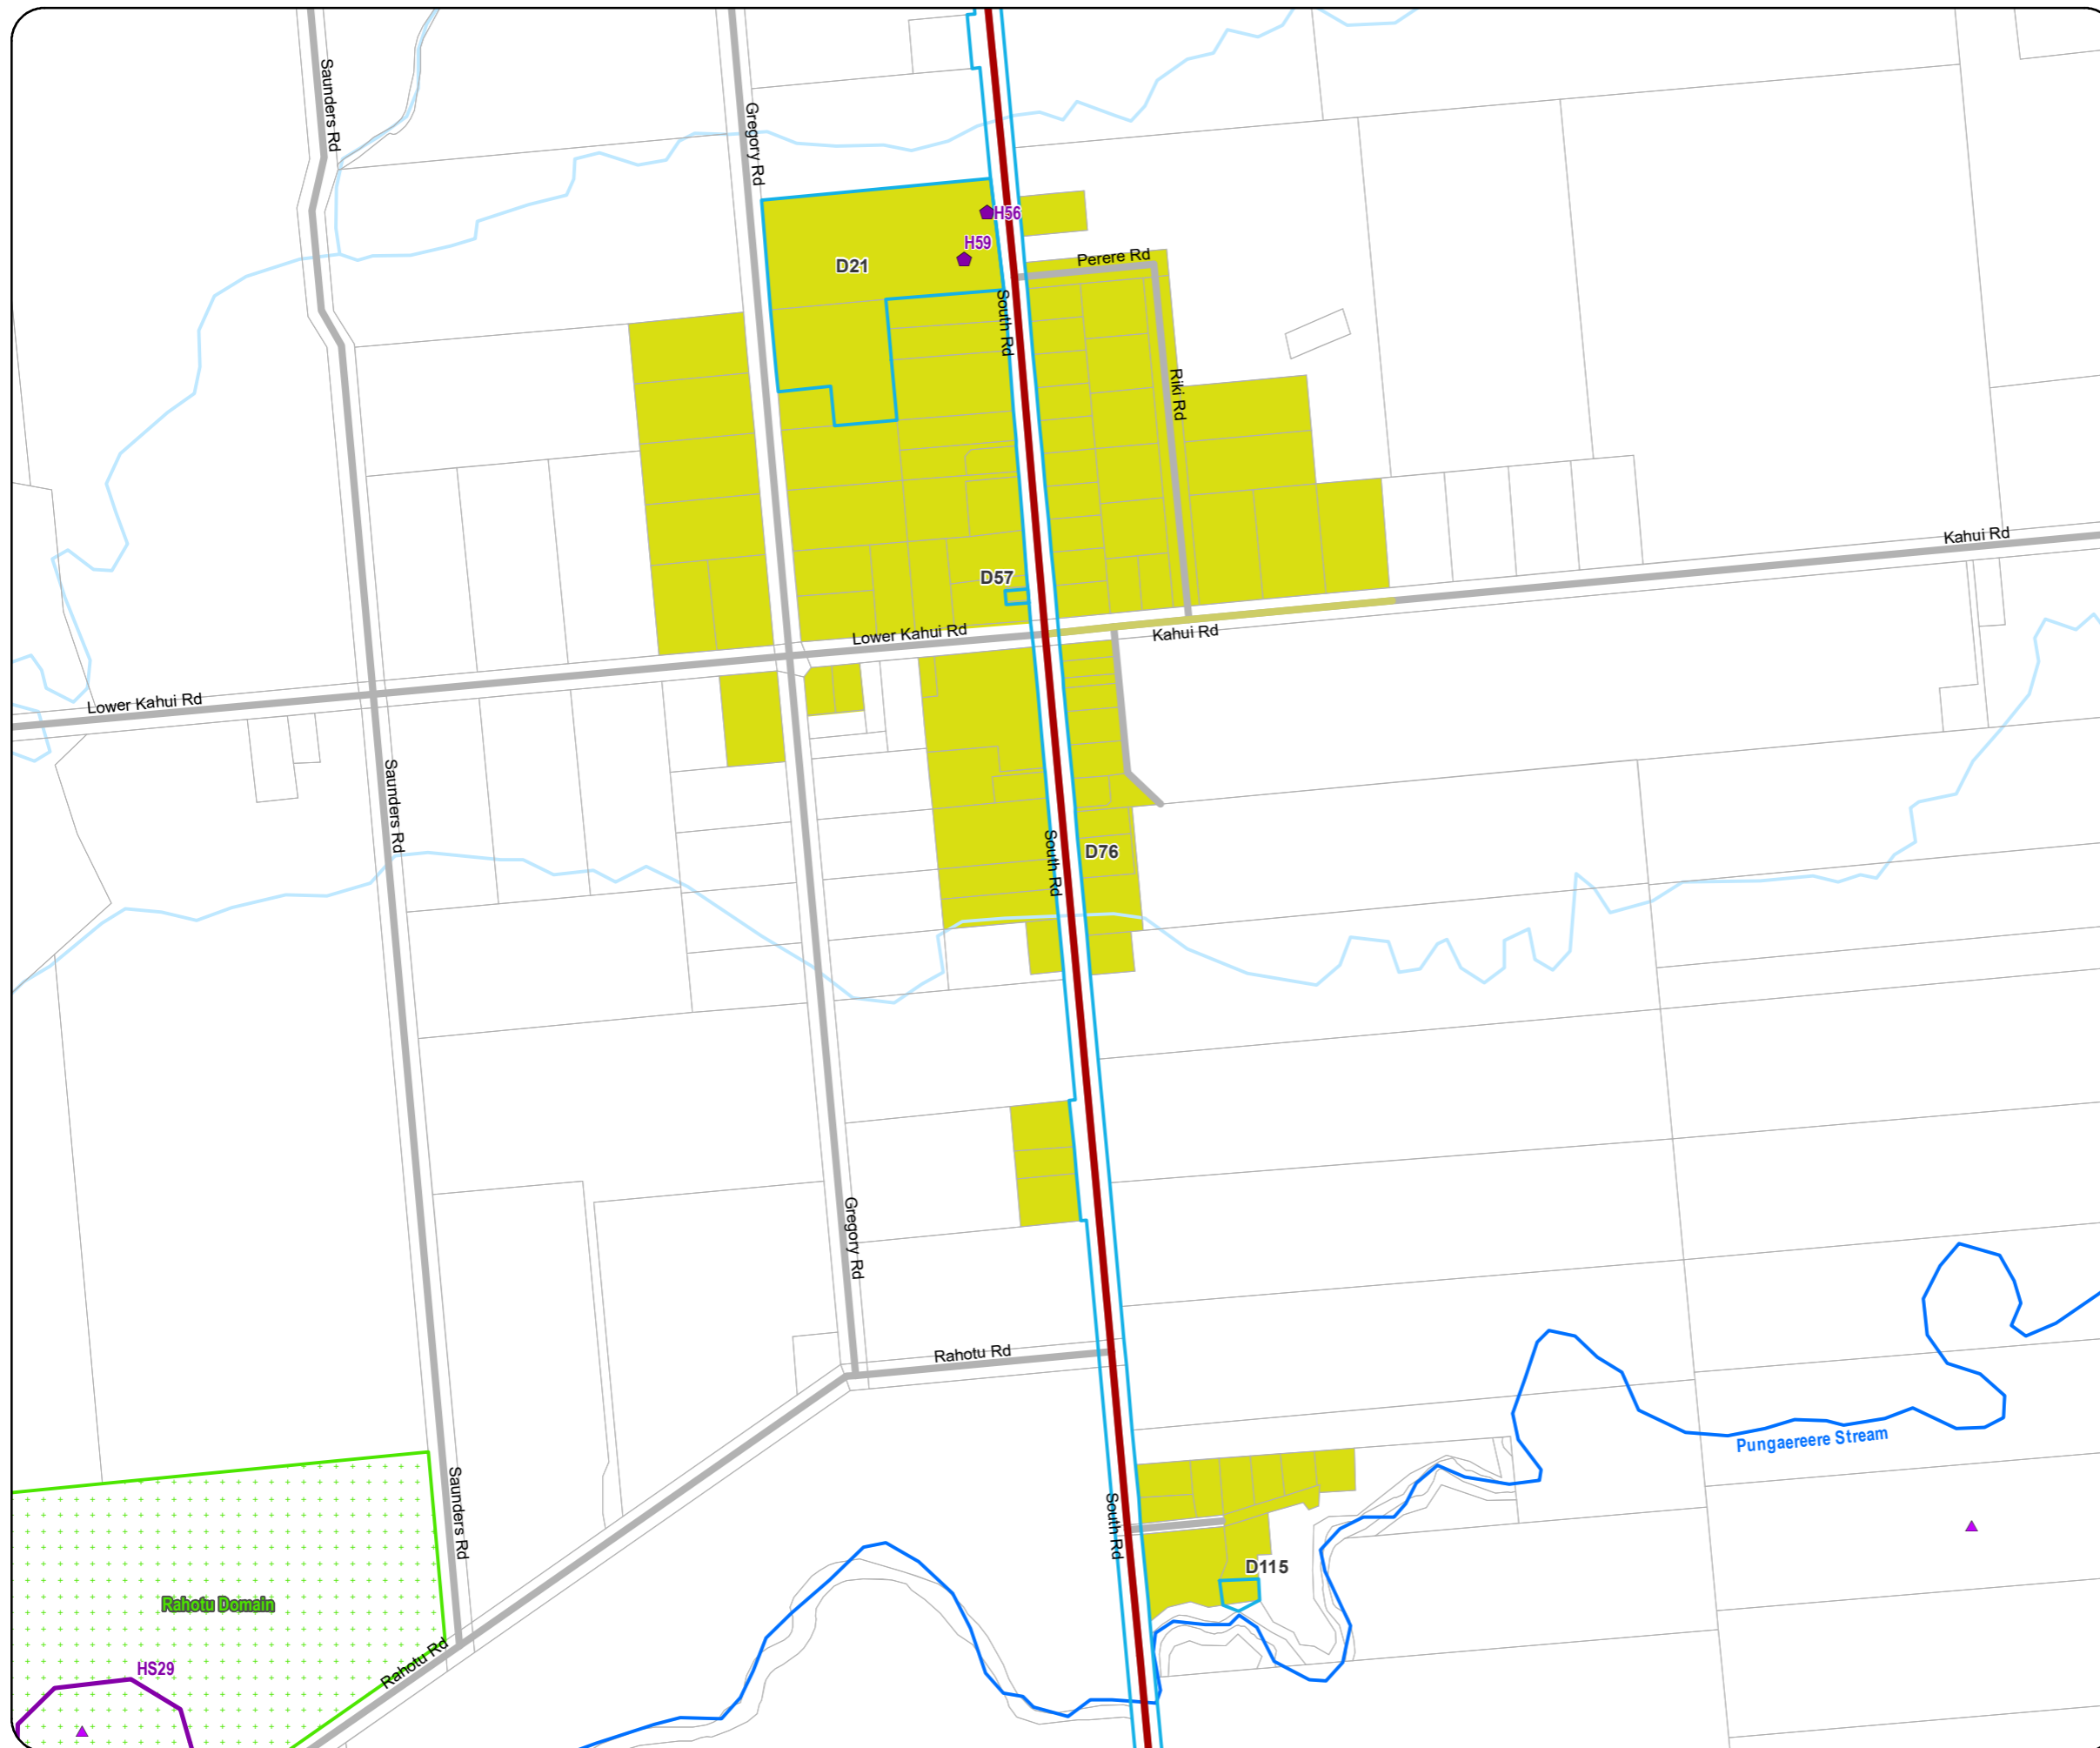 Saunders Rd
Gregory Rd
H56
H59
D21
Perere Rd
South Rd
Riki Rd
Kahui Rd
D57
Lower Kahui Rd
Kahui Rd
Lower Kahui Rd
Saunders Rd
South Rd
D76
Gregory Rd
Rahotu Rd
Pungaereere Stream
Saunders Rd
South Rd
D115
Rahotu Domain
Rahotu Rd
HS29